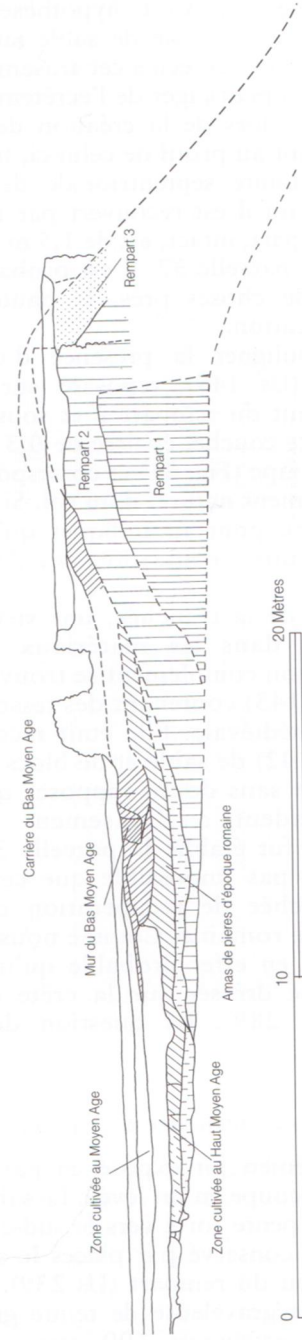 Rempart 3
Rempart 2
Rempart 1
Carrière du Bas Moyen Age
Mur du Bas Moyen Age
Amas de pierres d'époque romaine
Zone cultivée au Moyen Age
Zone cultivée au Haut Moyen Age
0
10
20 Mètres